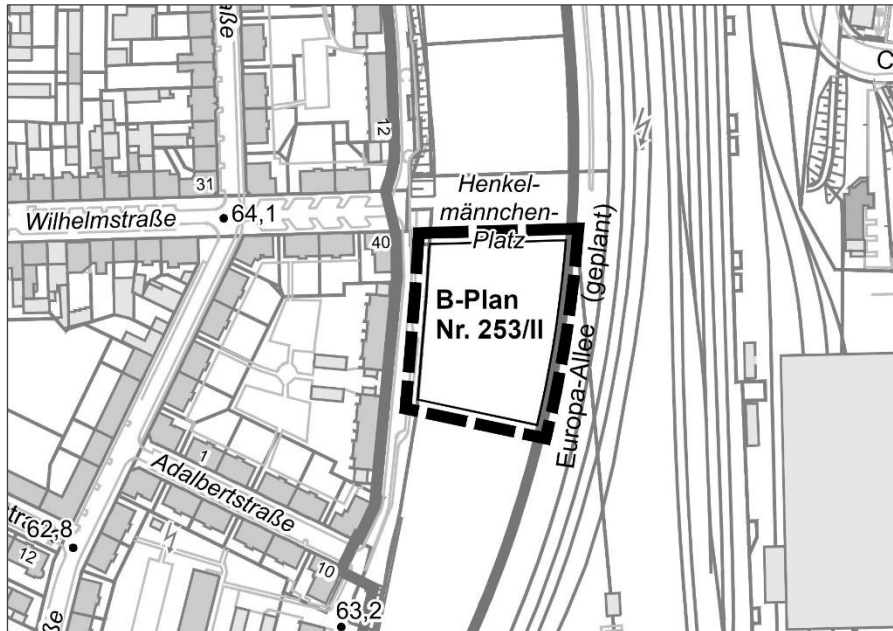 aße
12
C
31
Wilhelmstraße
64,1
Henkel-
männchen-
Platz
40
B-Plan
Nr. 253/II
Europa-Allee (geplant)
1
Adalbertstraße
62,8
12
10
63,2